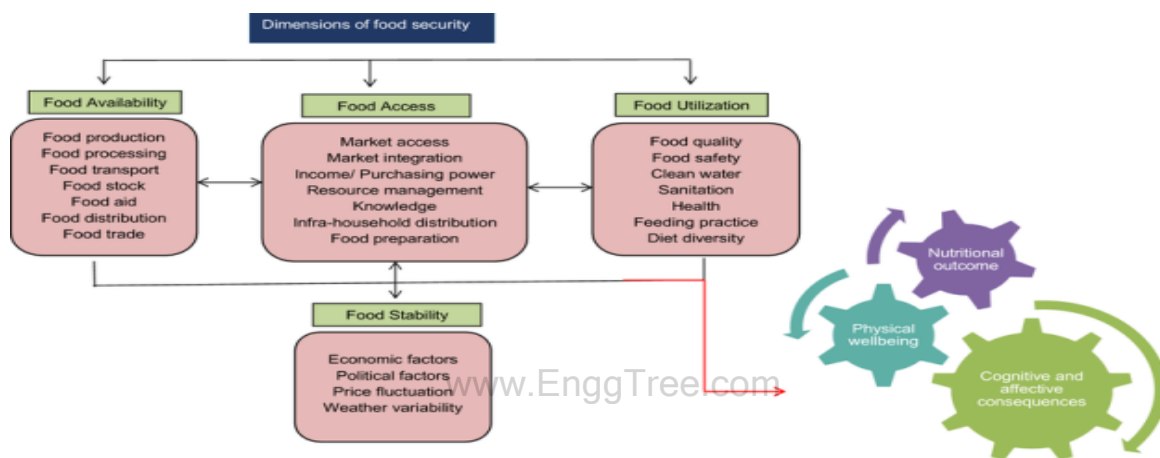 Dimensions of food security
Food Availability
Food production
Food processing
Food transport
Food stock
Food aid
Food distribution
Food trade
Food Access
Market access
Market integration
Income/ Purchasing power
Resource management
Knowledge
Infra-household distribution
Food preparation
Food Utilization
Food quality
Food safety
Clean water
Sanitation
Health
Feeding practice
Diet diversity
Food Stability
Economic factors
Political factors
Price fluctuation
Weather variability
www.EnggTree.com
Nutritional
outcome
Physical
wellbeing
Cognitive and
affective
consequences